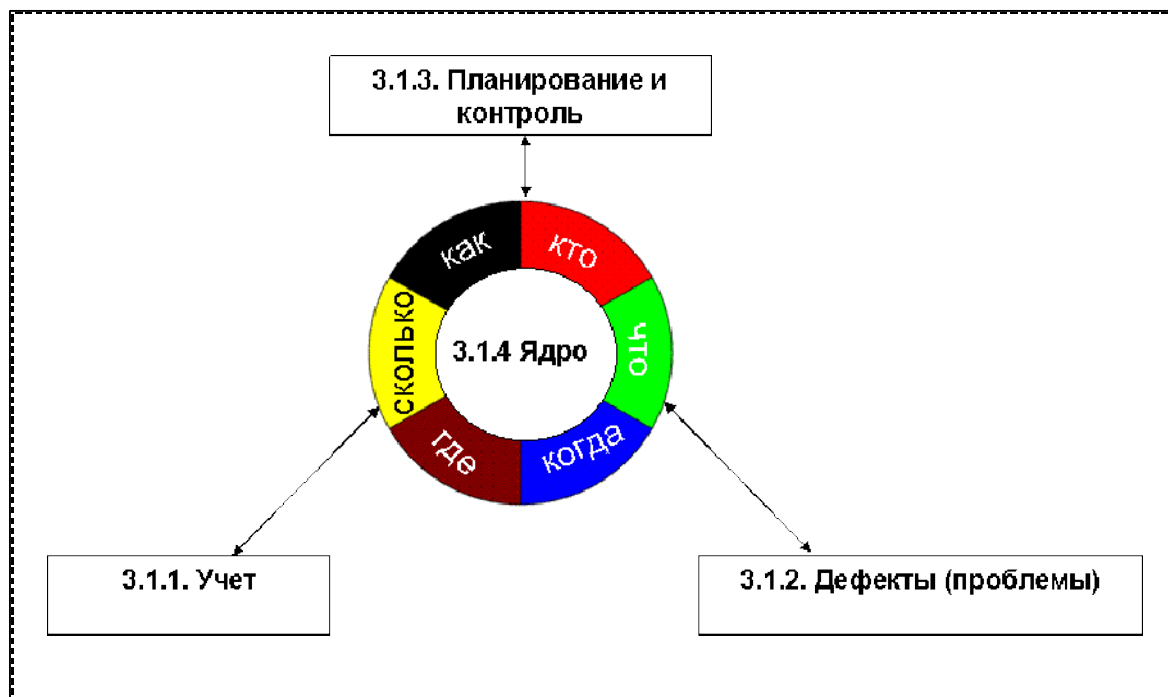 3.1.3. Планирование и
контроль
как
кто
сколько
3.1.4 Ядро
что
где
когда
3.1.1. Учет
3.1.2. Дефекты (проблемы)